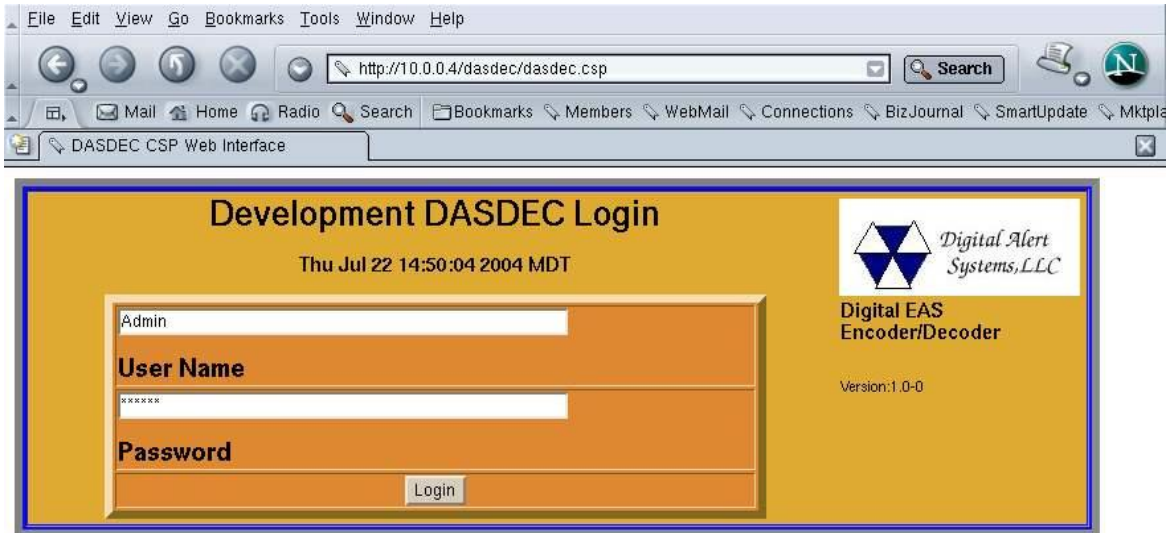 File Edit View Go Bookmarks Tools Window Help
http://10.0.0.4/dasdec/dasdec.csp
Search
N
Mail Home Radio Search Bookmarks Members WebMail Connections BizJournal SmartUpdate Mktpla
DASDEC CSP Web Interface
Development DASDEC Login
Thu Jul 22 14:50:04 2004 MDT
Admin
User Name
******
Password
Login
Digital Alert
Systems,LLC
Digital EAS
Encoder/Decoder
Version:1.0-0